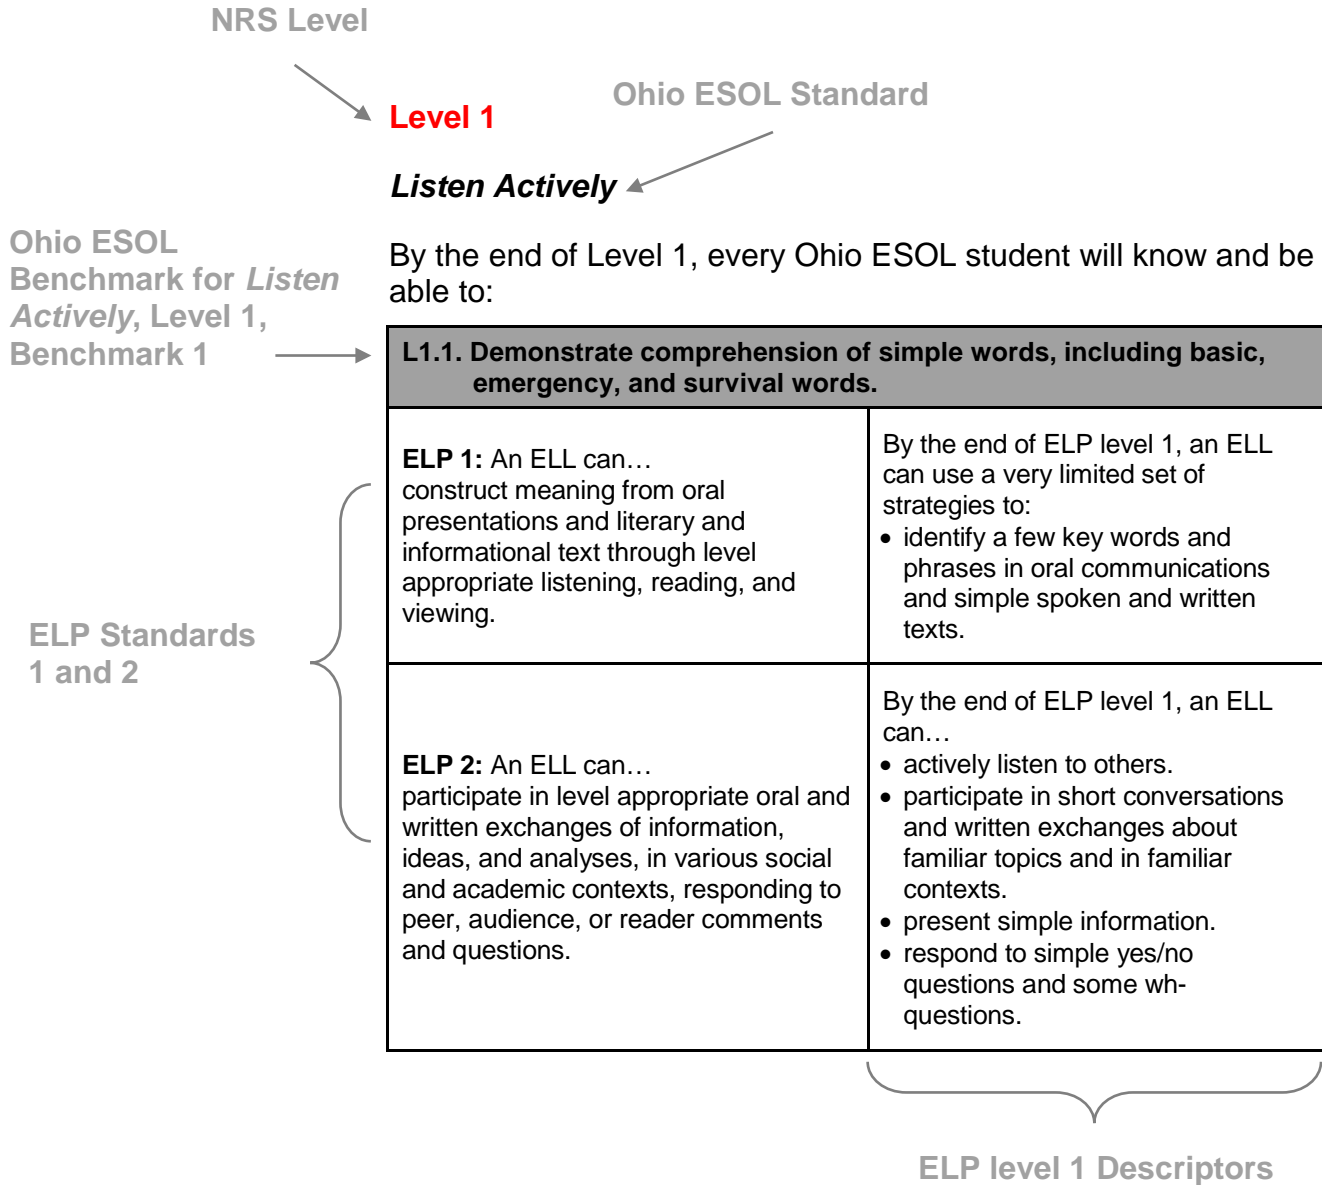 NRS Level
Ohio ESOL Standard
Level 1
Listen Actively
Ohio ESOL
Benchmark for Listen
Actively, Level 1,
Benchmark 1
By the end of Level 1, every Ohio ESOL student will know and be
able to:
L1.1. Demonstrate comprehension of simple words, including basic,
emergency, and survival words.
ELP 1: An ELL can…
construct meaning from oral
presentations and literary and
informational text through level
appropriate listening, reading, and
viewing.
By the end of ELP level 1, an ELL
can use a very limited set of
strategies to:
• identify a few key words and
phrases in oral communications
and simple spoken and written
texts.
ELP Standards
1 and 2
ELP 2: An ELL can…
participate in level appropriate oral and
written exchanges of information,
ideas, and analyses, in various social
and academic contexts, responding to
peer, audience, or reader comments
and questions.
By the end of ELP level 1, an ELL
can…
• actively listen to others.
• participate in short conversations
and written exchanges about
familiar topics and in familiar
contexts.
• present simple information.
• respond to simple yes/no
questions and some wh-
questions.
ELP level 1 Descriptors